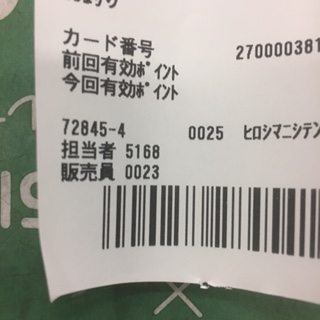 カード番号 270000381
前回有効ﾎﾟｲﾝﾄ
今回有効ﾎﾟｲﾝﾄ
72845-4 0025 ﾋﾛｼﾏﾆｼﾃﾝ
担当者 5168
販売員 0023